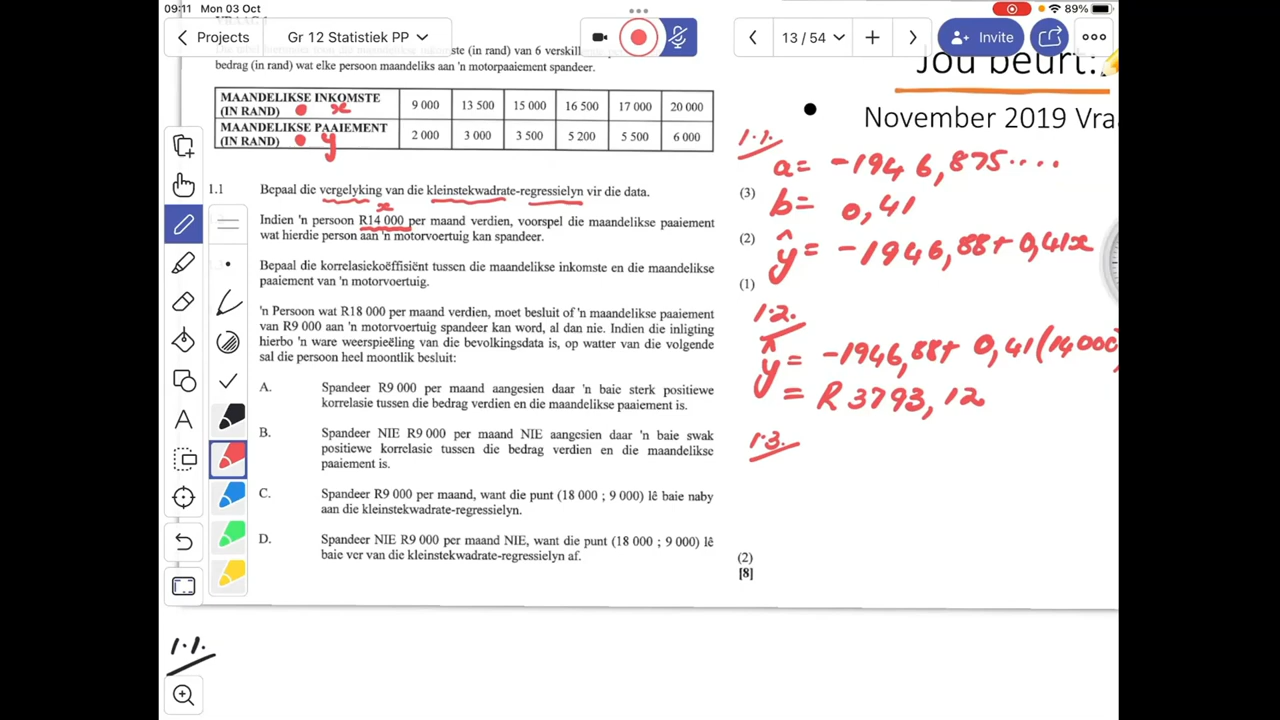 09:11 Mon 03 Oct
89%
Projects
Gr 12 Statistiek PP
13 / 54
Invite
(in rand) van 6 verskill
bedrag (in rand) wat elke persoon maandeliks aan 'n motorpaaiement spandeer.
MAANDELIKSE INKOMSTE (IN RAND) x 9 000 13 500 15 000 16 500 17 000 20 000
MAANDELIKSE PAAIEMENT (IN RAND) y 2 000 3 000 3 500 5 200 5 500 6 000
1.1 Bepaal die vergelyking van die kleinstekwadrate-regressielyn vir die data. (3)
x
Indien 'n persoon R14 000 per maand verdien, voorspel die maandelikse paaiement
wat hierdie person aan 'n motorvoertuig kan spandeer. (2)
Bepaal die korrelasiekoëffisiënt tussen die maandelikse inkomste en die maandelikse
paaiement van 'n motorvoertuig. (1)
'n Persoon wat R18 000 per maand verdien, moet besluit of 'n maandelikse paaiement
van R9 000 aan 'n motorvoertuig spandeer kan word, al dan nie. Indien die inligting
hierbo 'n ware weerspieëling van die bevolkingsdata is, op watter van die volgende
sal die persoon heel moontlik besluit:
A. Spandeer R9 000 per maand aangesien daar 'n baie sterk positiewe
korrelasie tussen die bedrag verdien en die maandelikse paaiement is.
B. Spandeer NIE R9 000 per maand NIE aangesien daar 'n baie swak
positiewe korrelasie tussen die bedrag verdien en die maandelikse
paaiement is.
C. Spandeer R9 000 per maand, want die punt (18 000 ; 9 000) lê baie naby
aan die kleinstekwadrate-regressielyn.
D. Spandeer NIE R9 000 per maand NIE, want die punt (18 000 ; 9 000) lê
baie ver van die kleinstekwadrate-regressielyn af. (2)
[8]
Jou beurt:
• November 2019 Vra
1.1.
a = -1946,875....
b = 0,41
ŷ = -1946,88 + 0,41x
1.2.
ŷ = -1946,88 + 0,41(14000)
= R3793,12
1.3.
1.1.
A